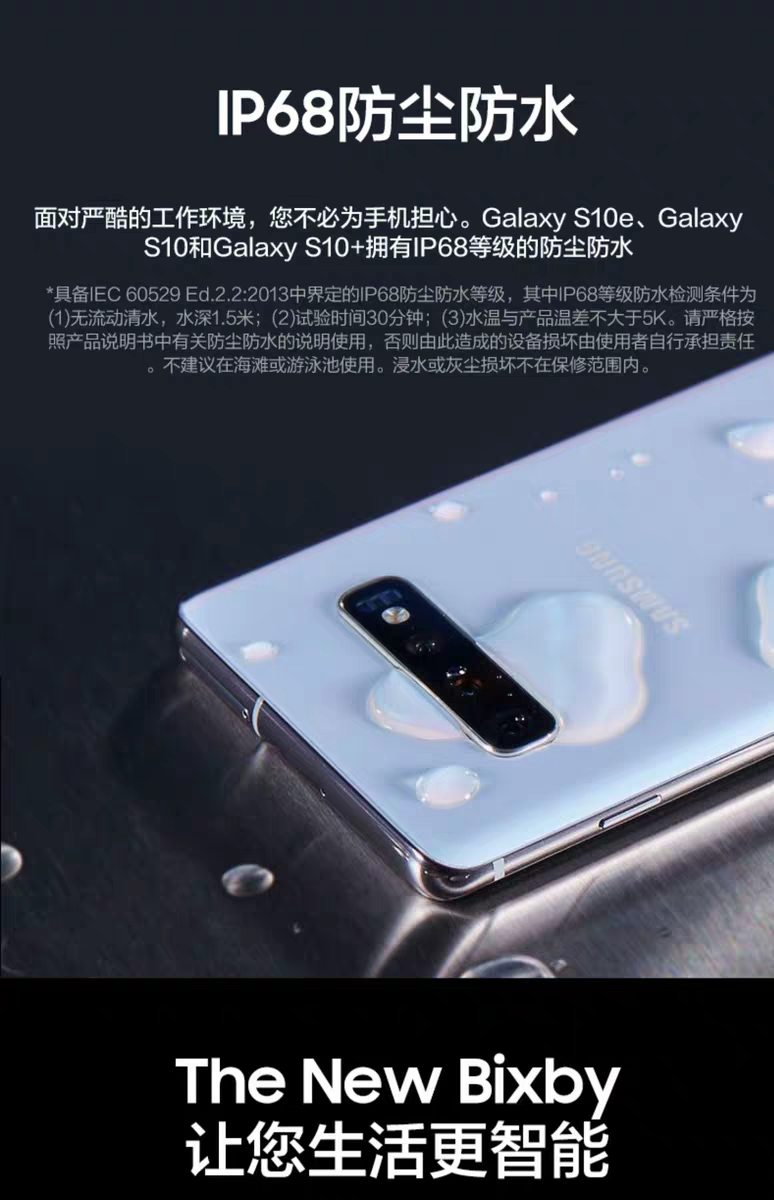 IP68防尘防水
面对严酷的工作环境，您不必为手机担心。Galaxy S10e、Galaxy
S10和Galaxy S10+拥有IP68等级的防尘防水
*具备IEC 60529 Ed.2.2:2013中界定的IP68防尘防水等级，其中IP68等级防水检测条件为
(1)无流动清水，水深1.5米；(2)试验时间30分钟；(3)水温与产品温差不大于5K。请严格按
照产品说明书中有关防尘防水的说明使用，否则由此造成的设备损坏由使用者自行承担责任
。不建议在海滩或游泳池使用。浸水或灰尘损坏不在保修范围内。
SAMSUNG
The New Bixby
让您生活更智能